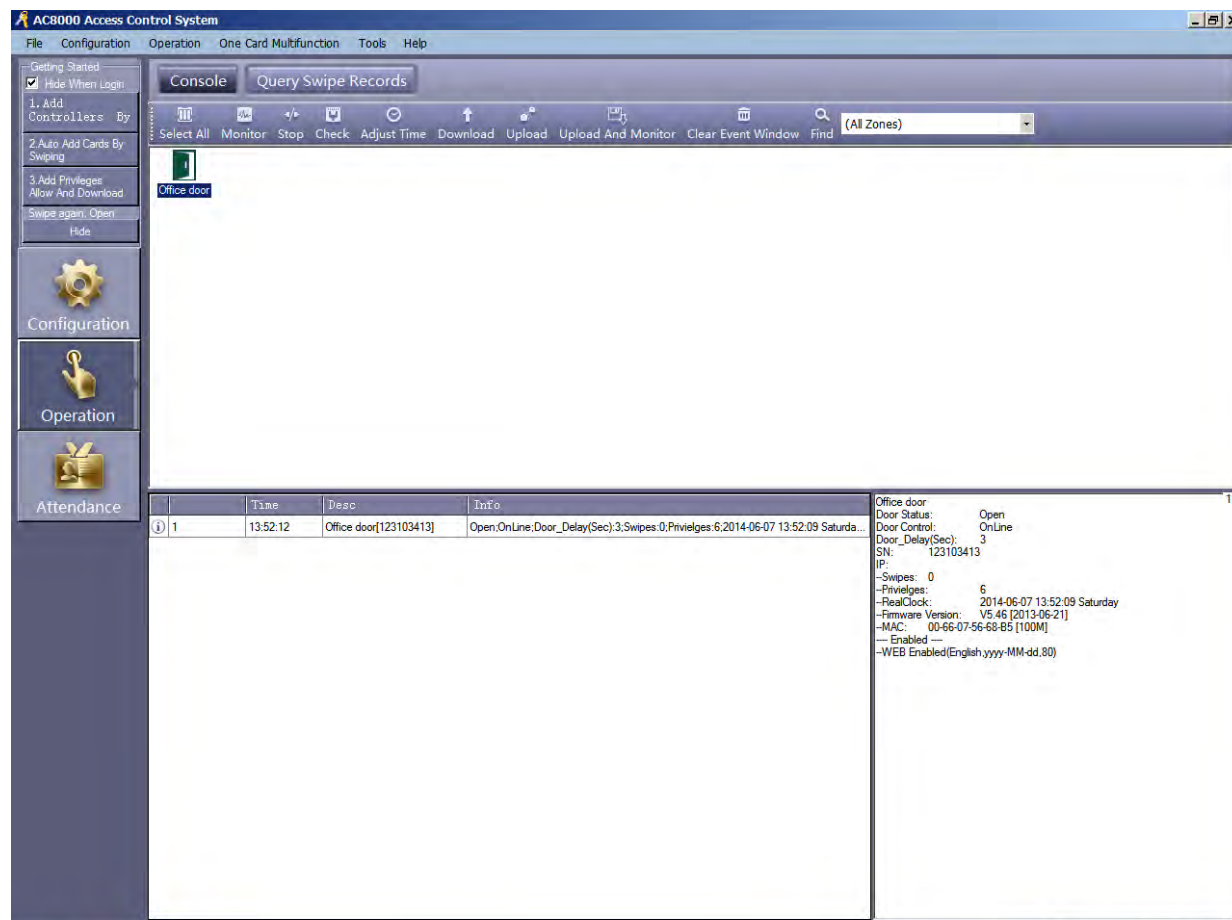 AC8000 Access Control System
File Configuration Operation One Card Multifunction Tools Help
Getting Started
Hide When Login
1. Add
Controllers By
2.Auto Add Cards By
Swiping
3.Add Privileges
Allow And Download
Swipe again. Open
Hide
Configuration
Operation
Attendance
Console Query Swipe Records
Select All Monitor Stop Check Adjust Time Download Upload Upload And Monitor Clear Event Window Find (All Zones)
Office door
Time Desc Info
1 13:52:12 Office door[123103413] Open;OnLine;Door_Delay(Sec):3;Swipes:0;Privielges:6;2014-06-07 13:52:09 Saturda...
1
Office door
Door Status: Open
Door Control: OnLine
Door_Delay(Sec): 3
SN: 123103413
IP:
--Swipes: 0
--Privielges: 6
--RealClock: 2014-06-07 13:52:09 Saturday
--Firmware Version: V5.46 [2013-06-21]
--MAC: 00-66-07-56-68-B5 [100M]
---- Enabled ----
--WEB Enabled(English,yyyy-MM-dd,80)